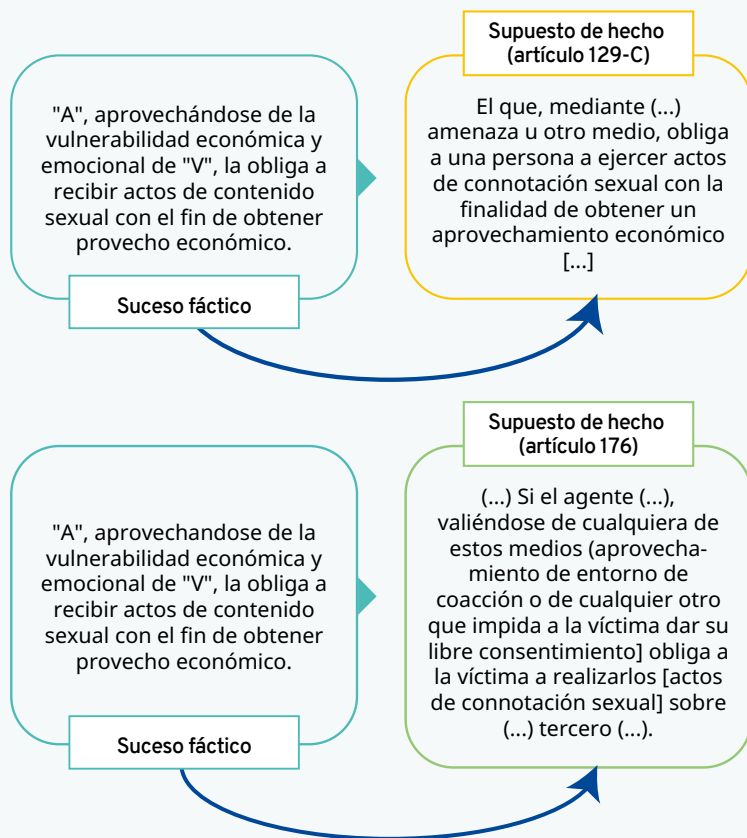 "A", aprovechándose de la
vulnerabilidad económica y
emocional de "V", la obliga a
recibir actos de contenido
sexual con el fin de obtener
provecho económico.
Suceso fáctico
Supuesto de hecho
(artículo 129-C)
El que, mediante (...)
amenaza u otro medio, obliga
a una persona a ejercer actos
de connotación sexual con la
finalidad de obtener un
aprovechamiento económico
[...]
"A", aprovechandose de la
vulnerabilidad económica y
emocional de "V", la obliga a
recibir actos de contenido
sexual con el fin de obtener
provecho económico.
Suceso fáctico
Supuesto de hecho
(artículo 176)
(...) Si el agente (...),
valiéndose de cualquiera de
estos medios (aprovecha-
miento de entorno de
coacción o de cualquier otro
que impida a la víctima dar su
libre consentimiento] obliga a
la víctima a realizarlos [actos
de connotación sexual] sobre
(...) tercero (...).